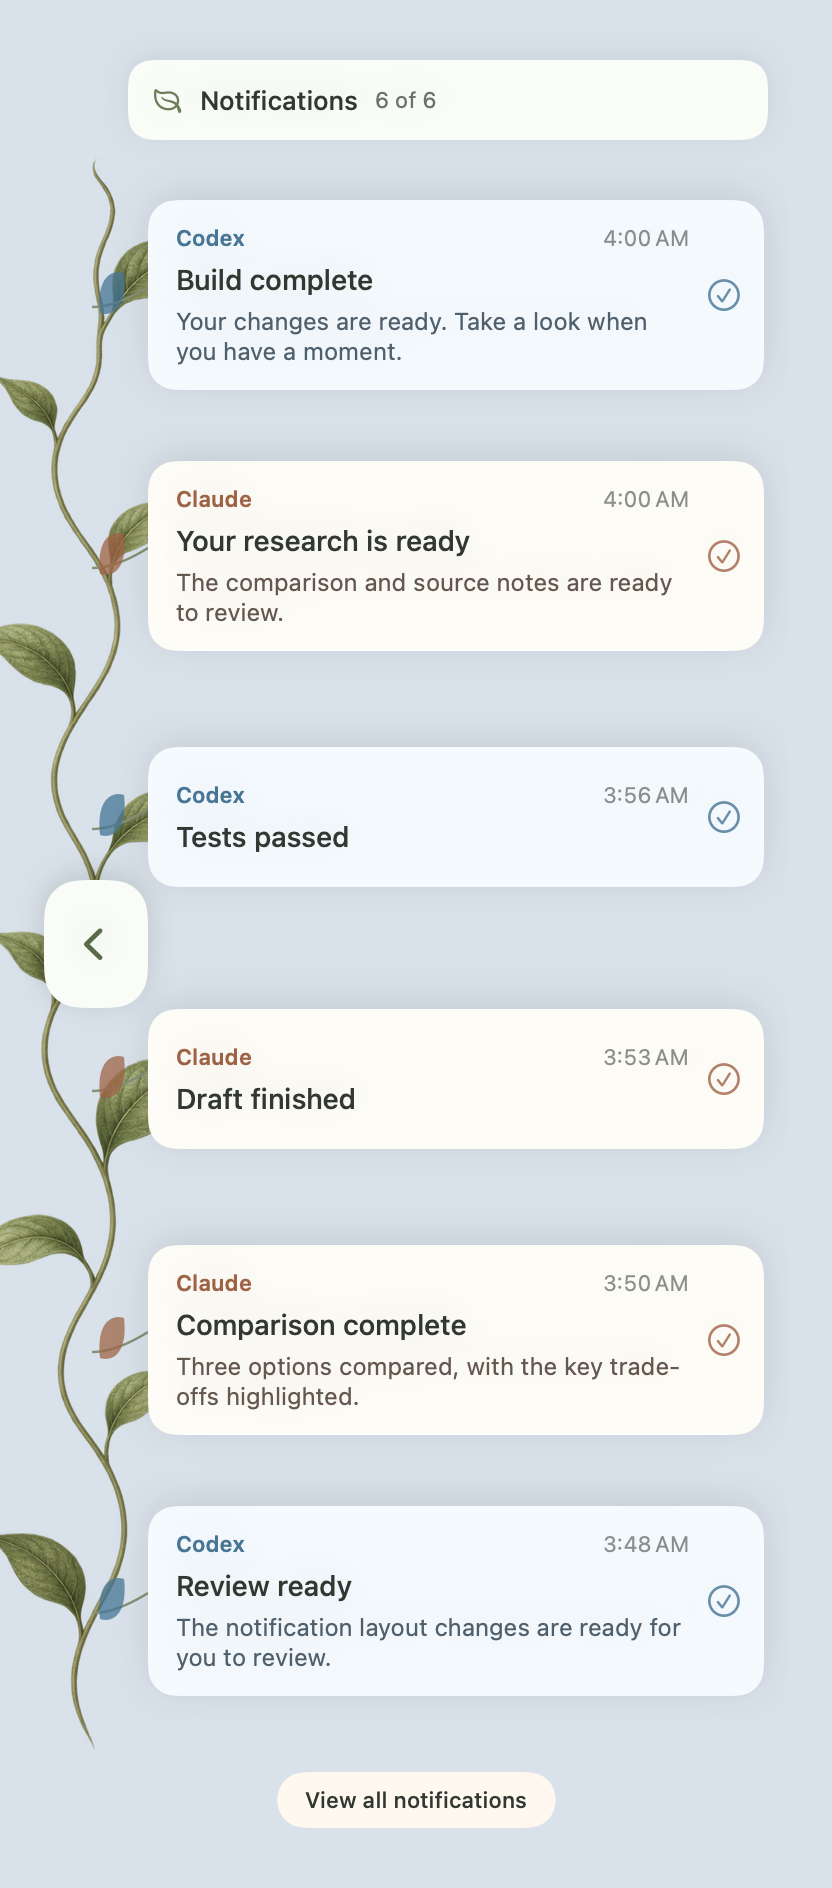 Notifications 6 of 6
Codex 4:00 AM
Build complete
Your changes are ready. Take a look when
you have a moment.
Claude 4:00 AM
Your research is ready
The comparison and source notes are ready
to review.
Codex 3:56 AM
Tests passed
Claude 3:53 AM
Draft finished
Claude 3:50 AM
Comparison complete
Three options compared, with the key trade-
offs highlighted.
Codex 3:48 AM
Review ready
The notification layout changes are ready for
you to review.
View all notifications